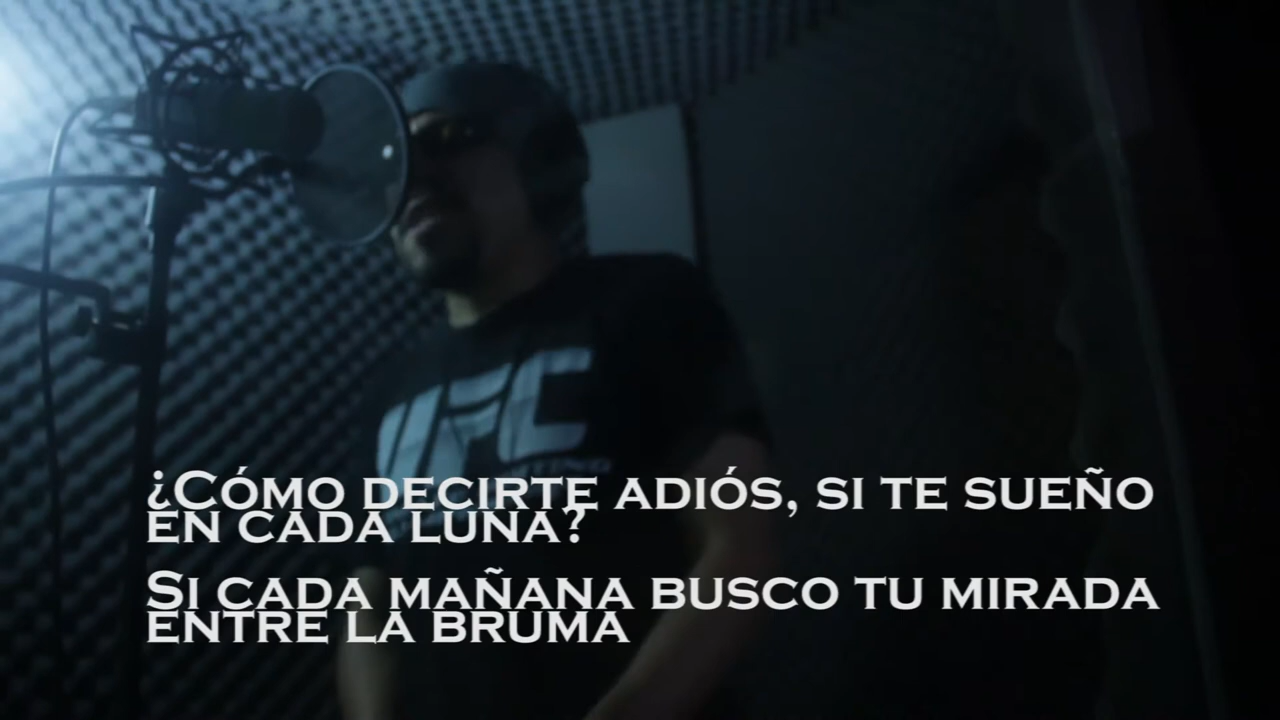 UFC
¿Cómo decirte adiós, si te sueño
en cada luna?
Si cada mañana busco tu mirada
entre la bruma